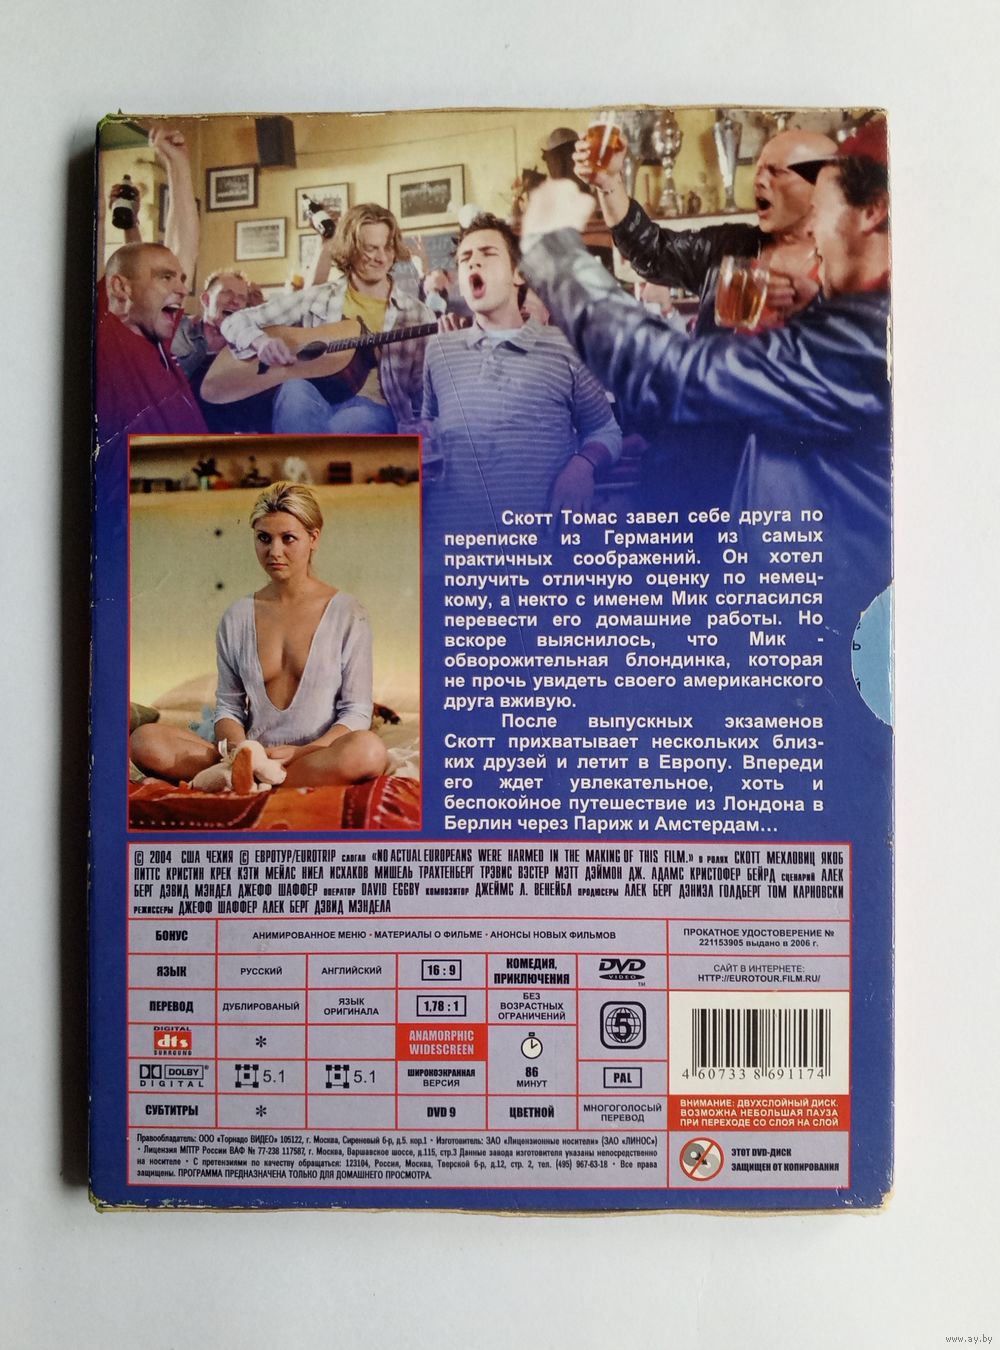 Скотт Томас завел себе друга по
переписке из Германии из самых
практичных соображений. Он хотел
получить отличную оценку по немец-
кому, а некто с именем Мик согласился
перевести его домашние работы. Но
вскоре выяснилось, что Мик -
обворожительная блондинка, которая
не прочь увидеть своего американского
друга вживую.
После выпускных экзаменов
Скотт прихватывает нескольких близ-
ких друзей и летит в Европу. Впереди
его ждет увлекательное, хоть и
беспокойное путешествие из Лондона в
Берлин через Париж и Амстердам...
© 2004 США ЧЕХИЯ © ЕВРОТУР/EUROTRIP СЛОГАН «NO ACTUAL EUROPEANS WERE HARMED IN THE MAKING OF THIS FILM.» В РОЛЯХ СКОТТ МЕХЛОВИЦ ЯКОБ
ПИТТС КРИСТИН КРЕК КЭТИ МЕЙЛС НИЕЛ ИСХАКОВ МИШЕЛЬ ТРАХТЕНБЕРГ ТРЭВИС ВЭСТЕР МЭТТ ДЭЙМОН ДЖ. АДАМС КРИСТОФЕР БЕЙРД СЦЕНАРИЙ АЛЕК
БЕРГ ДЭВИД МЭНДЕЛ ДЖЕФФ ШАФФЕР ОПЕРАТОР DAVID EGGBY КОМПОЗИТОР ДЖЕЙМС Л. ВЕНЕЙБЛ ПРОДЮСЕРЫ АЛЕК БЕРГ ДЭНИЭЛ ГОЛДБЕРГ ТОМ КАРНОВСКИ
РЕЖИССЕРЫ ДЖЕФФ ШАФФЕР АЛЕК БЕРГ ДЭВИД МЭНДЕЛА
БОНУС АНИМИРОВАННОЕ МЕНЮ • МАТЕРИАЛЫ О ФИЛЬМЕ • АНОНСЫ НОВЫХ ФИЛЬМОВ
ПРОКАТНОЕ УДОСТОВЕРЕНИЕ №
221153905 выдано в 2006 г.
ЯЗЫК РУССКИЙ АНГЛИЙСКИЙ 16 : 9
КОМЕДИЯ,
ПРИКЛЮЧЕНИЯ
DVD
VIDEO
TM
САЙТ В ИНТЕРНЕТЕ:
HTTP://EUROTOUR.FILM.RU/
ПЕРЕВОД ДУБЛИРОВАНЫЙ
ЯЗЫК
ОРИГИНАЛА
1,78 : 1
БЕЗ
ВОЗРАСТНЫХ
ОГРАНИЧЕНИЙ
5
DIGITAL
dts
SURROUND
*
ANAMORPHIC
WIDESCREEN
DOLBY
DIGITAL
5.1 5.1
ШИРОКОЭКРАННАЯ
ВЕРСИЯ
86
МИНУТ
PAL
4 607338 691174
СУБТИТРЫ * DVD 9 ЦВЕТНОЙ
МНОГОГОЛОСЫЙ
ПЕРЕВОД
ВНИМАНИЕ: ДВУХСЛОЙНЫЙ ДИСК.
ВОЗМОЖНА НЕБОЛЬШАЯ ПАУЗА
ПРИ ПЕРЕХОДЕ СО СЛОЯ НА СЛОЙ
Правообладатель: ООО «Торнадо ВИДЕО» 105122, г. Москва, Сиреневый б-р, д.5. кор.1 • Изготовитель: ЗАО «Лицензионные носители» (ЗАО «ЛИНОС»)
• Лицензия МПТР России ВАФ № 77-238 117587, г. Москва, Варшавское шоссе, д.115, стр.3 Данные завода изготовителя указаны непосредственно
на носителе • С претензиями по качеству обращаться: 123104, Россия, Москва, Тверской б-р, д.12, стр. 2, тел. (495) 967-63-18 • Все права
защищены. ПРОГРАММА ПРЕДНАЗНАЧЕНА ТОЛЬКО ДЛЯ ДОМАШНЕГО ПРОСМОТРА.
ЭТОТ DVD-ДИСК
ЗАЩИЩЕН ОТ КОПИРОВАНИЯ
www.ay.by